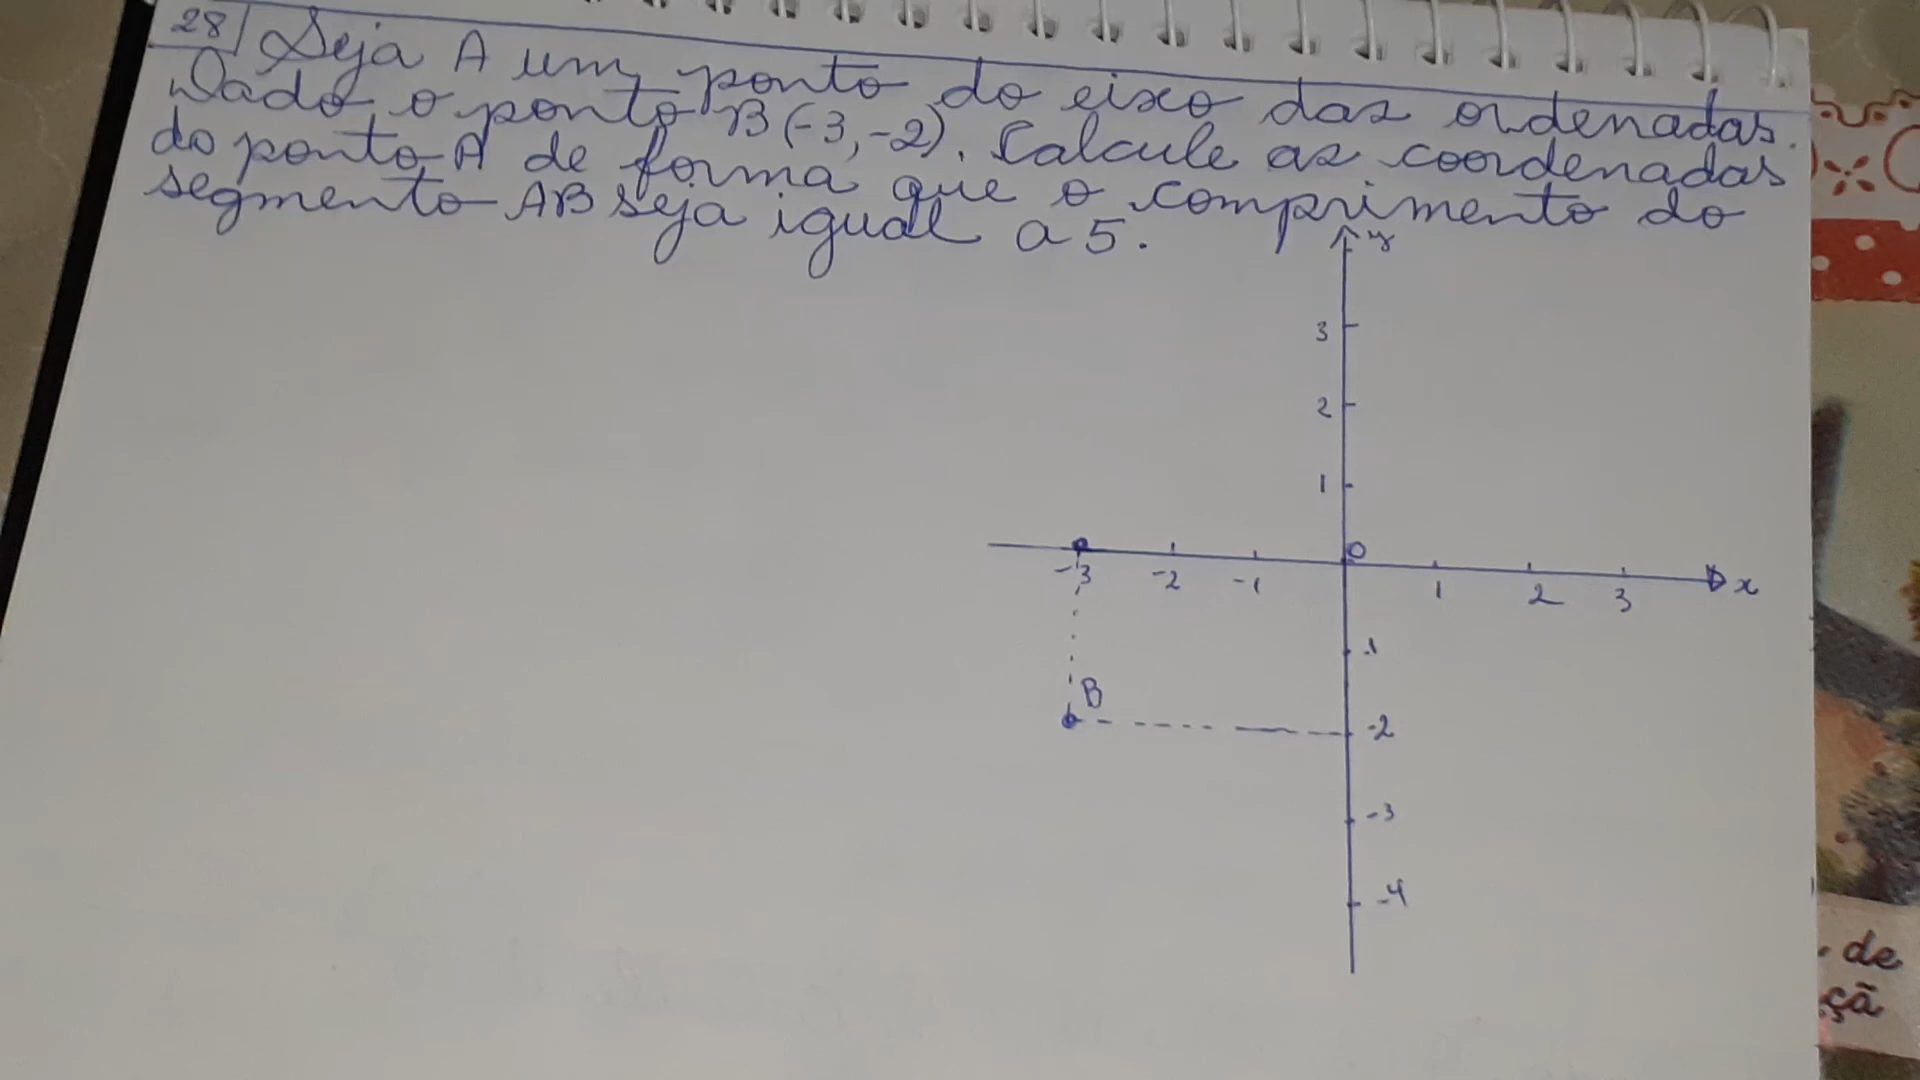 28/ Seja A um ponto do eixo das ordenadas.
Dado o ponto B(-3,-2). Calcule as coordenadas
do ponto A de forma que o comprimento do
segmento AB seja igual a 5.
y
3
2
1
0
-3 -2 -1 1 2 3 x
-1
B
-2
-3
-4
de
çã